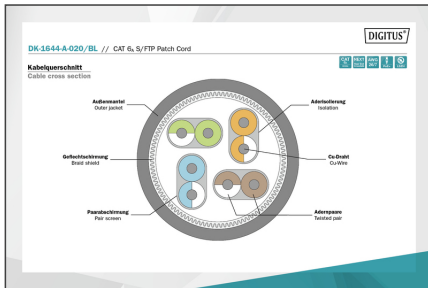 DIGITUS®
DK-1644-A-020/BL // CAT 6A S/FTP Patch Cord
Kabelquerschnitt
Cable cross section
Außenmantel
Outer jacket
Aderisolierung
Isolation
Geflechtschirmung
Braid shield
Cu-Draht
Cu-Wire
Paarabschirmung
Pair screen
Adernpaare
Twisted pair